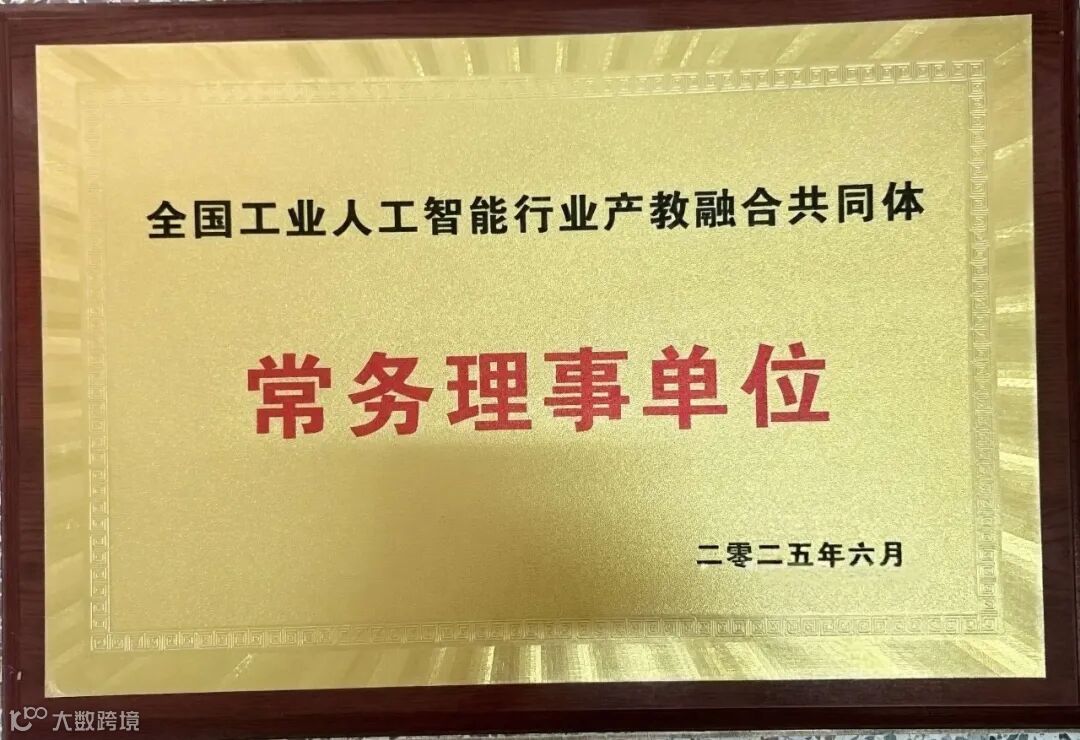 全国工业人工智能行业产教融合共同体
常务理事单位
二零二五年六月
大数跨境